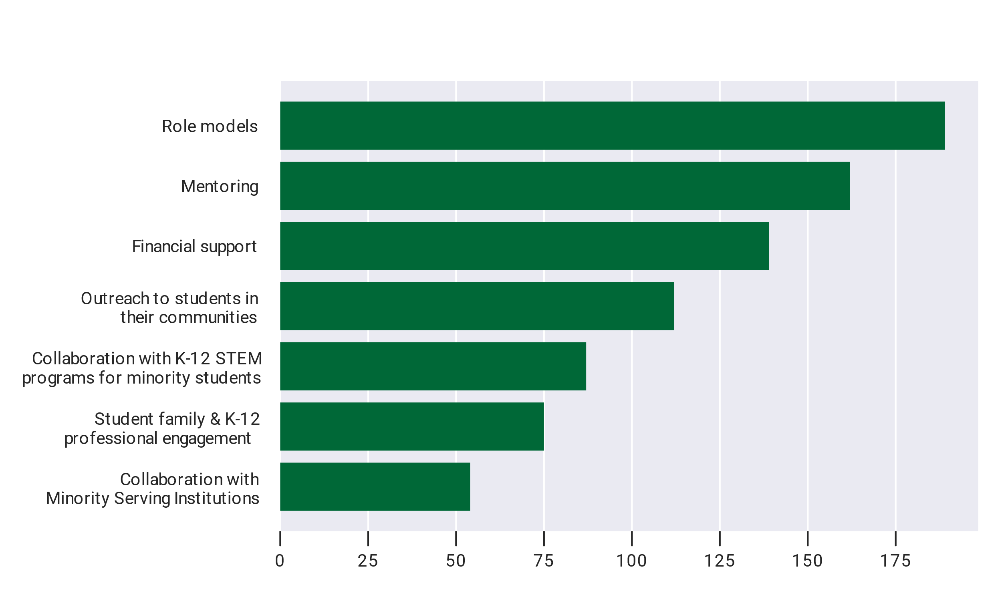 Role models
Mentoring
Financial support
Outreach to students in
their communities
Collaboration with K-12 STEM
programs for minority students
Student family & K-12
professional engagement
Collaboration with
Minority Serving Institutions
0 25 50 75 100 125 150 175